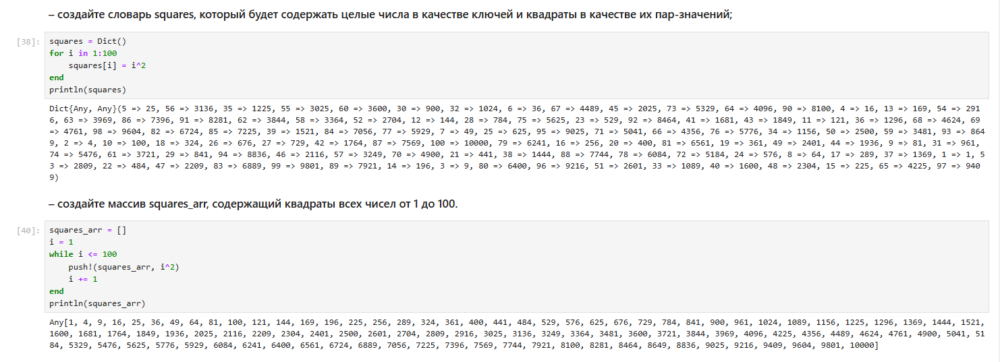 – создайте словарь squares, который будет содержать целые числа в качестве ключей и квадраты в качестве их пар-значений;
[38]:
squares = Dict()
for i in 1:100
    squares[i] = i^2
end
println(squares)
Dict{Any, Any}(5 => 25, 56 => 3136, 35 => 1225, 55 => 3025, 60 => 3600, 30 => 900, 32 => 1024, 6 => 36, 67 => 4489, 45 => 2025, 73 => 5329, 64 => 4096, 90 => 8100, 4 => 16, 13 => 169, 54 => 291
6, 63 => 3969, 86 => 7396, 91 => 8281, 62 => 3844, 58 => 3364, 52 => 2704, 12 => 144, 28 => 784, 75 => 5625, 23 => 529, 92 => 8464, 41 => 1681, 43 => 1849, 11 => 121, 36 => 1296, 68 => 4624, 69
=> 4761, 98 => 9604, 82 => 6724, 85 => 7225, 39 => 1521, 84 => 7056, 77 => 5929, 7 => 49, 25 => 625, 95 => 9025, 71 => 5041, 66 => 4356, 76 => 5776, 34 => 1156, 50 => 2500, 59 => 3481, 93 => 864
9, 2 => 4, 10 => 100, 18 => 324, 26 => 676, 27 => 729, 42 => 1764, 87 => 7569, 100 => 10000, 79 => 6241, 16 => 256, 20 => 400, 81 => 6561, 19 => 361, 49 => 2401, 44 => 1936, 9 => 81, 31 => 961,
74 => 5476, 61 => 3721, 29 => 841, 94 => 8836, 46 => 2116, 57 => 3249, 70 => 4900, 21 => 441, 38 => 1444, 88 => 7744, 78 => 6084, 72 => 5184, 24 => 576, 8 => 64, 17 => 289, 37 => 1369, 1 => 1, 5
3 => 2809, 22 => 484, 47 => 2209, 83 => 6889, 99 => 9801, 89 => 7921, 14 => 196, 3 => 9, 80 => 6400, 96 => 9216, 51 => 2601, 33 => 1089, 40 => 1600, 48 => 2304, 15 => 225, 65 => 4225, 97 => 940
9)
– создайте массив squares_arr, содержащий квадраты всех чисел от 1 до 100.
[40]:
squares_arr = []
i = 1
while i <= 100
    push!(squares_arr, i^2)
    i += 1
end
println(squares_arr)
Any[1, 4, 9, 16, 25, 36, 49, 64, 81, 100, 121, 144, 169, 196, 225, 256, 289, 324, 361, 400, 441, 484, 529, 576, 625, 676, 729, 784, 841, 900, 961, 1024, 1089, 1156, 1225, 1296, 1369, 1444, 1521,
1600, 1681, 1764, 1849, 1936, 2025, 2116, 2209, 2304, 2401, 2500, 2601, 2704, 2809, 2916, 3025, 3136, 3249, 3364, 3481, 3600, 3721, 3844, 3969, 4096, 4225, 4356, 4489, 4624, 4761, 4900, 5041, 51
84, 5329, 5476, 5625, 5776, 5929, 6084, 6241, 6400, 6561, 6724, 6889, 7056, 7225, 7396, 7569, 7744, 7921, 8100, 8281, 8464, 8649, 8836, 9025, 9216, 9409, 9604, 9801, 10000]